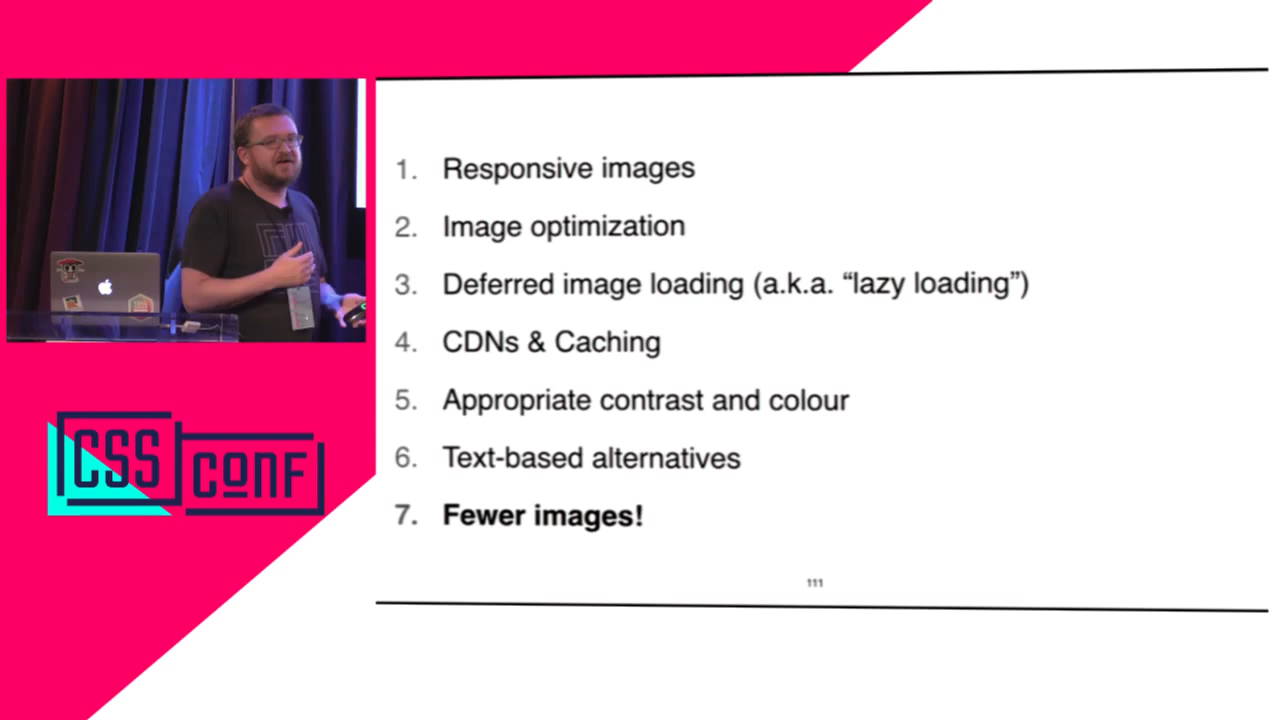 1. Responsive images
2. Image optimization
3. Deferred image loading (a.k.a. “lazy loading”)
4. CDNs & Caching
5. Appropriate contrast and colour
6. Text-based alternatives
7. Fewer images!
111
CSS
CONF